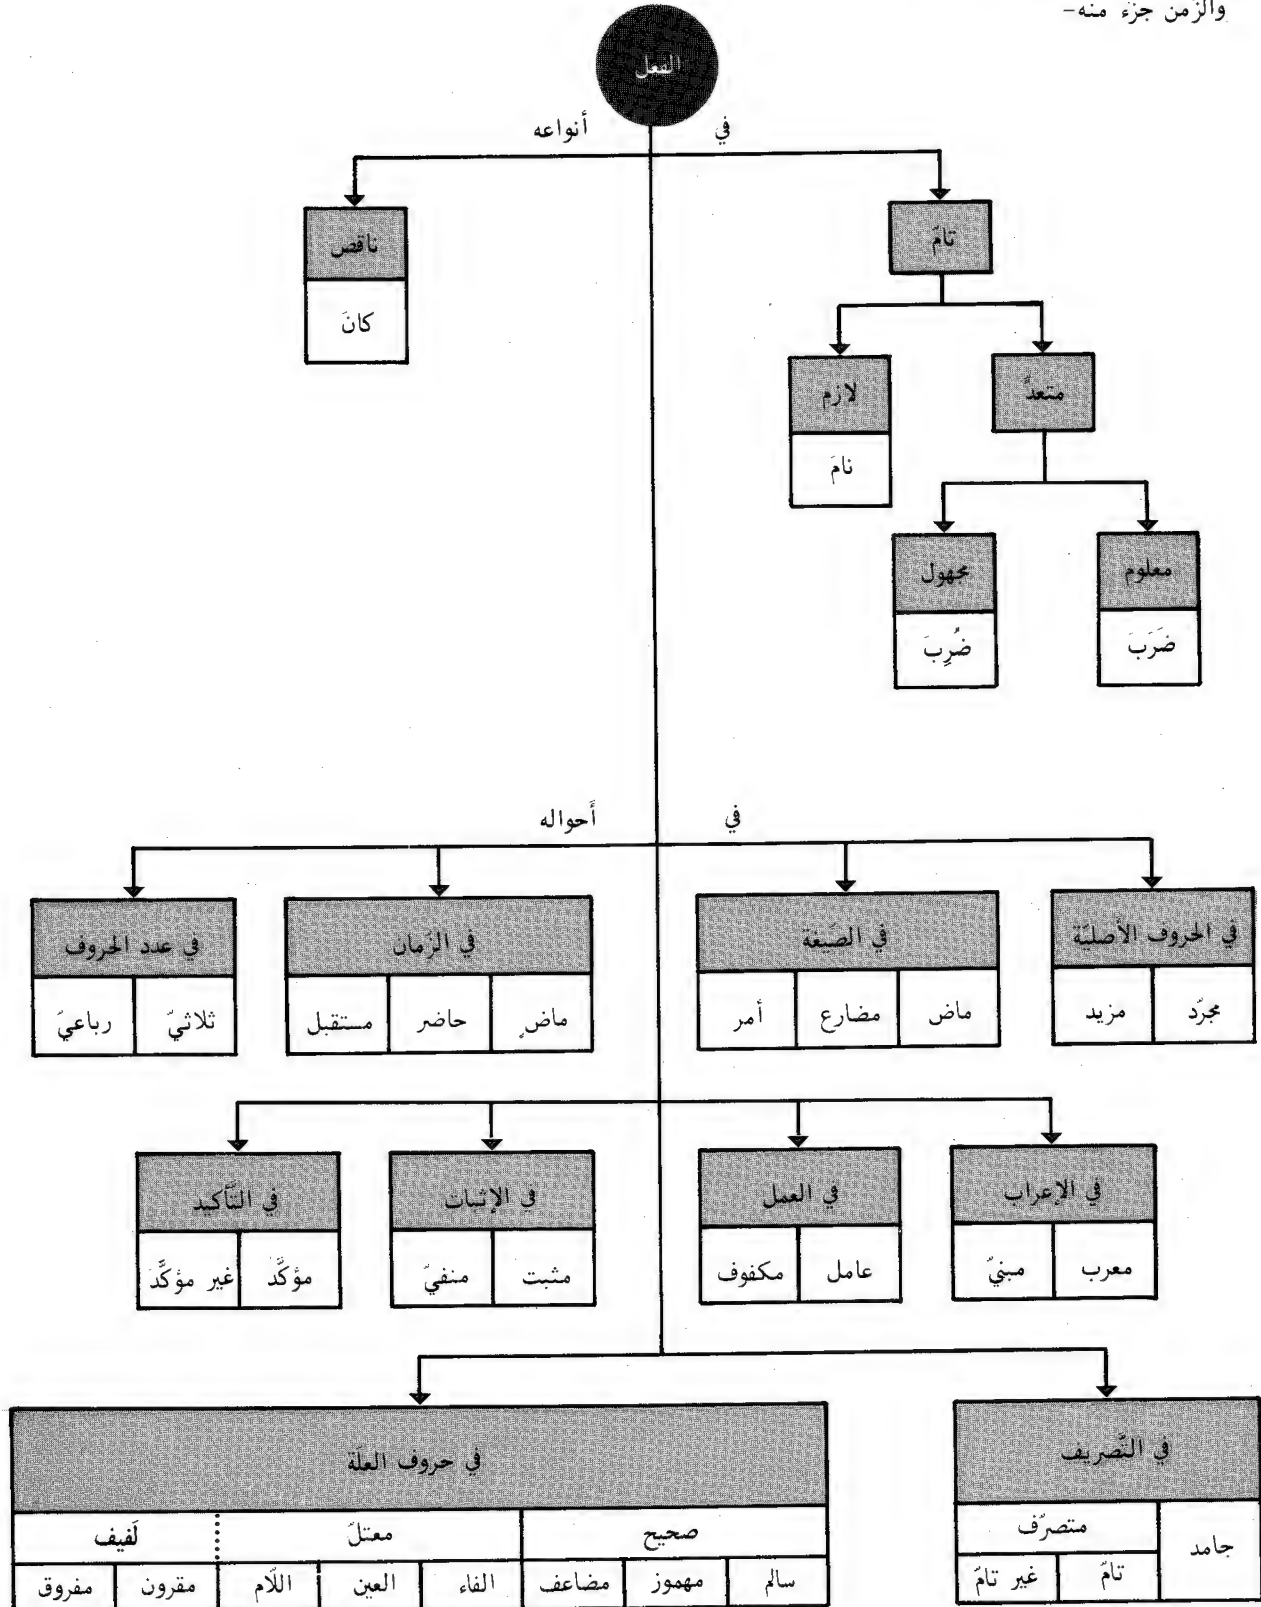 والزمن جزء منه-
الفعل
في أنواعه
تامّ
ناقص
كانَ
متعدّ
لازم
نامَ
معلوم
مجهول
ضَرَبَ
ضُرِبَ
في أَحواله
في الحروف الأصليّة
في الصّيغة
في الزّمان
في عدد الحروف
مجرّد
مزيد
ماض
مضارع
أمر
ماضٍ
حاضر
مستقبل
ثلاثيّ
رباعيّ
في الإعراب
في العمل
في الإثبات
في التّأكيد
معرب
مبنيّ
عامل
مكفوف
مثبت
منفيّ
مؤكَّد
غير مؤكَّد
في التّصريف
في حروف العلّة
جامد
متصرّف
صحيح
معتلّ
لَفيف
تامّ
غير تامّ
سالم
مهموز
مضاعف
الفاء
العين
اللّام
مقرون
مفروق